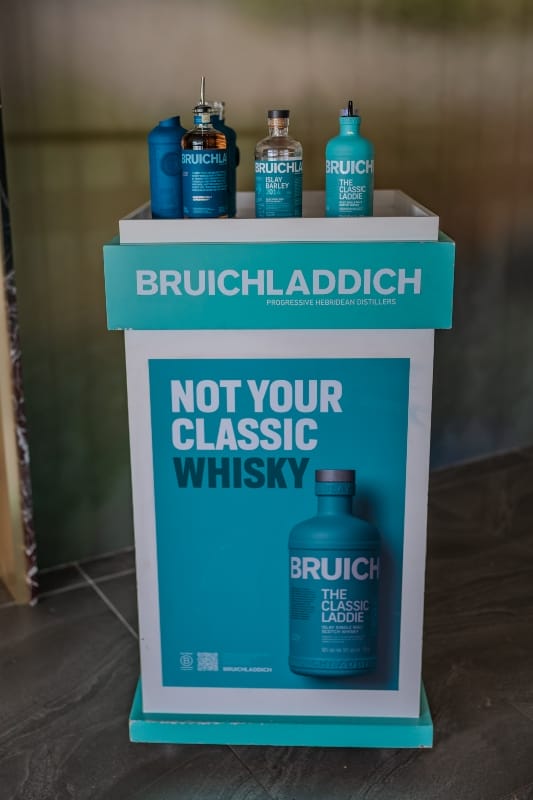 BRUICHLA
BRUICHLA
ISLAY
BARLEY
2014
BRUICH
THE
CLASSIC
LADDIE
BRUICHLADDICH
PROGRESSIVE HEBRIDEAN DISTILLERS
NOT YOUR
CLASSIC
WHISKY
BRUICH
THE
CLASSIC
LADDIE
ISLAY SINGLE MALT
SCOTCH WHISKY
B
BRUICHLADDICH